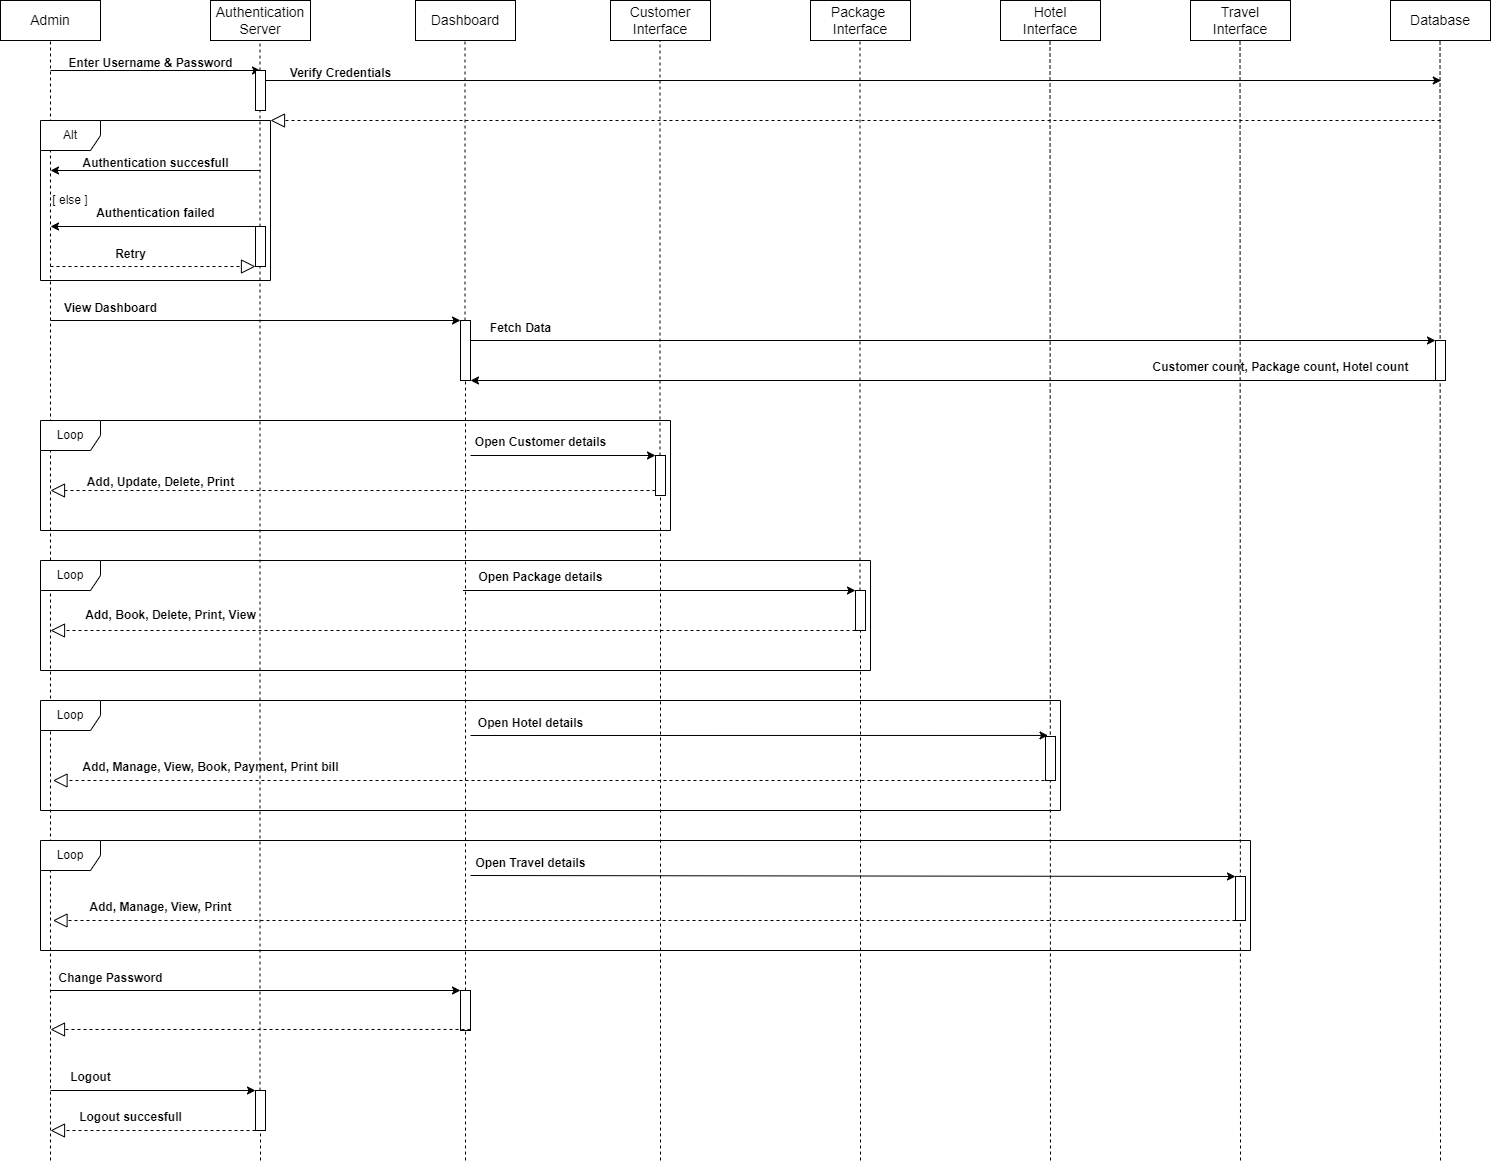 Admin
Authentication
Server
Dashboard
Customer
Interface
Package
Interface
Hotel
Interface
Travel
Interface
Database
Enter Username & Password
Verify Credentials
Alt
Authentication succesfull
[ else ]
Authentication failed
Retry
View Dashboard
Fetch Data
Customer count, Package count, Hotel count
Loop
Open Customer details
Add, Update, Delete, Print
Loop
Open Package details
Add, Book, Delete, Print, View
Loop
Open Hotel details
Add, Manage, View, Book, Payment, Print bill
Loop
Open Travel details
Add, Manage, View, Print
Change Password
Logout
Logout succesfull